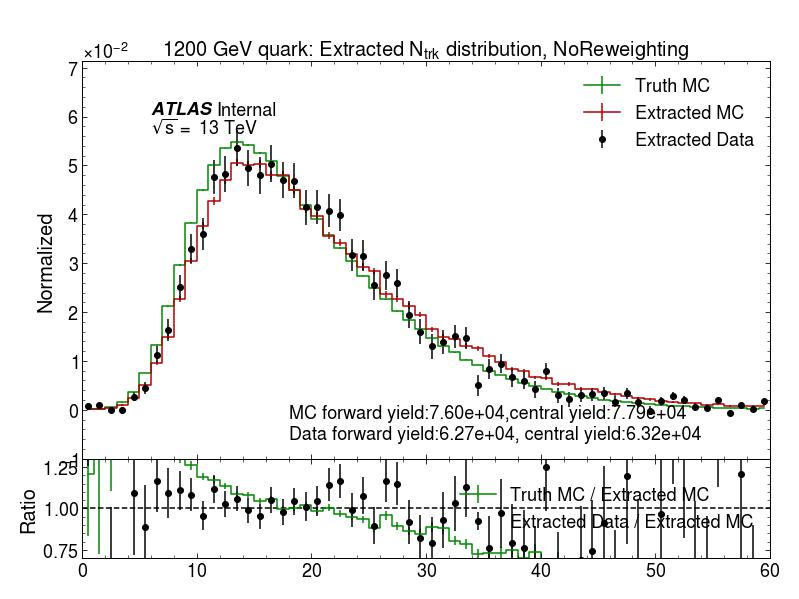 ×10⁻²
1200 GeV quark: Extracted N_trk distribution, NoReweighting
7
6
5
4
3
2
1
0
Normalized
ATLAS Internal
√s = 13 TeV
Truth MC
Extracted MC
Extracted Data
MC forward yield:7.60e+04,central yield:7.79e+04
Data forward yield:6.27e+04, central yield:6.32e+04
1.25
1.00
0.75
Ratio
Truth MC / Extracted MC
Extracted Data / Extracted MC
0 10 20 30 40 50 60